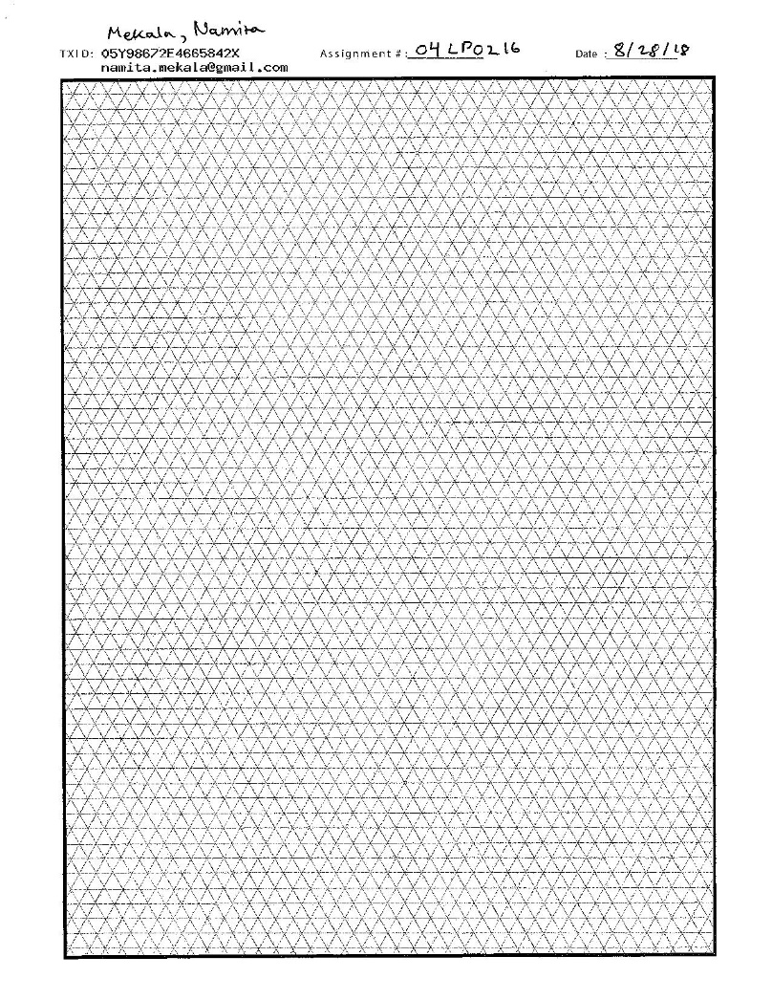 Mekala, Namita
TXID: 05Y98672E4665842X Assignment #: 04LP0216 Date : 8/28/18
namita.mekala@gmail.com